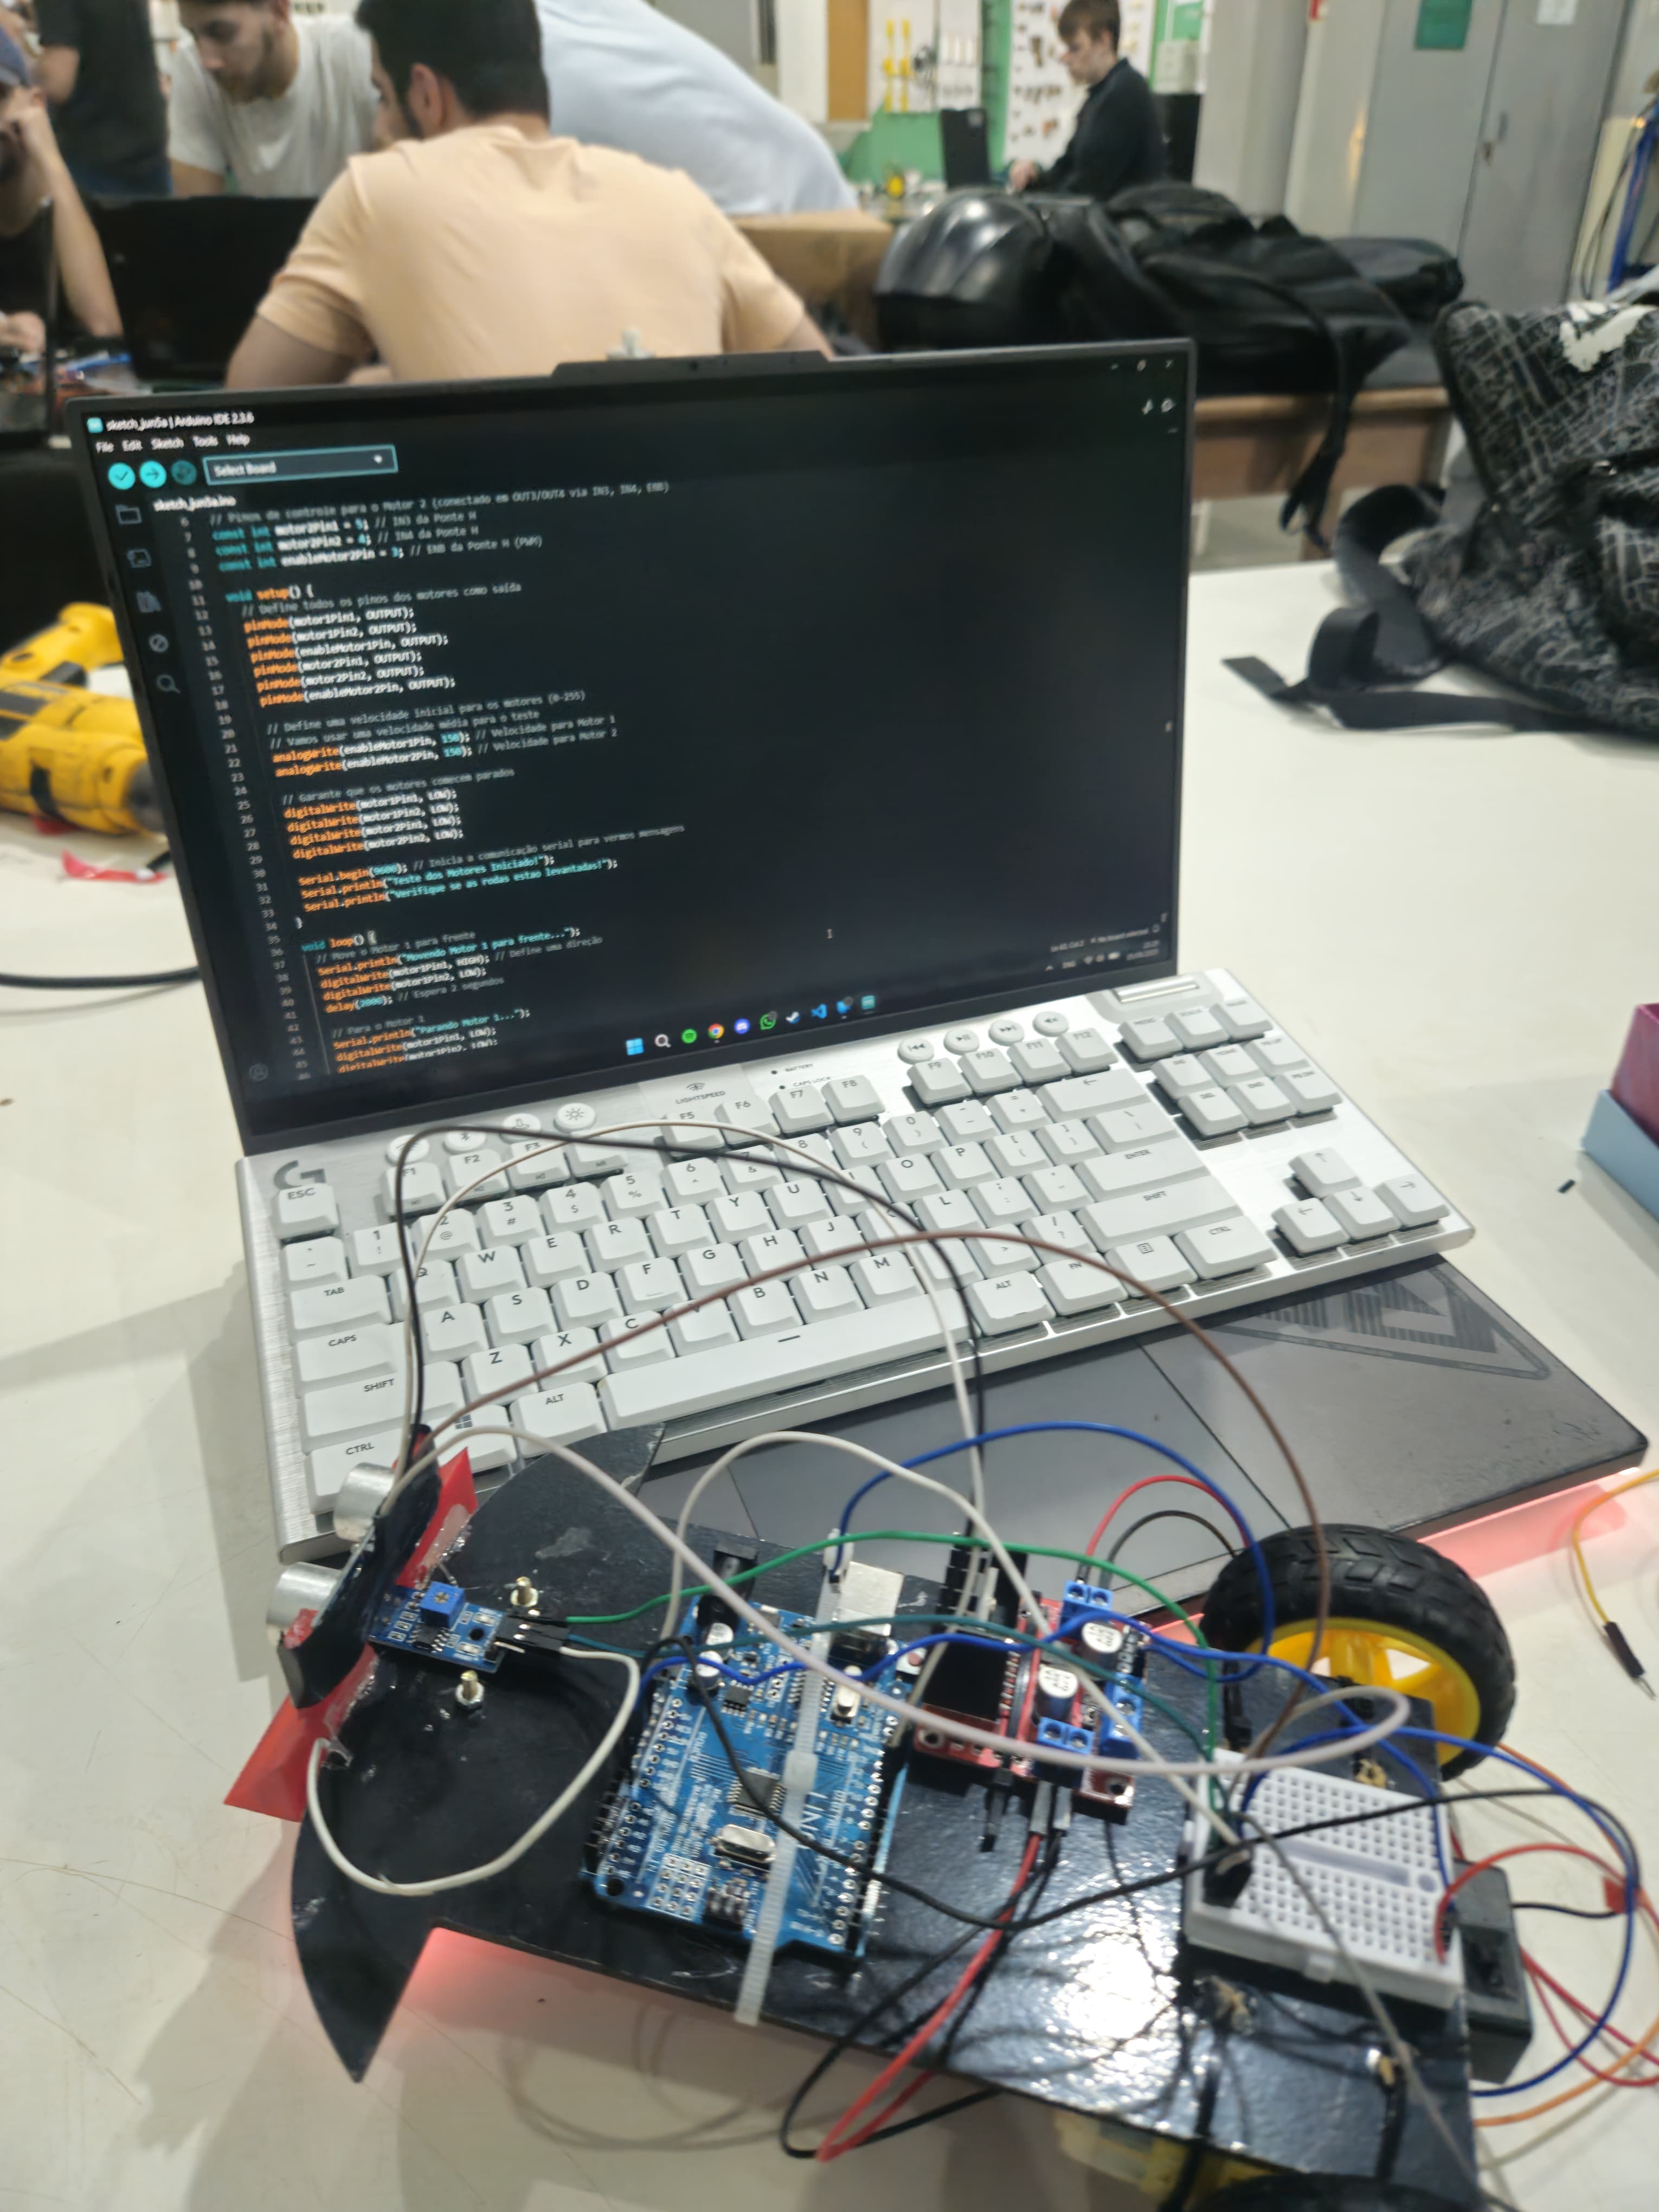 sketch_jun5a | Arduino IDE 2.3.6
File Edit Sketch Tools Help
Select Board
sketch_jun5a.ino
6 // Pinos de controle para o Motor 2 (conectado em OUT3/OUT4 via IN3, IN4, ENB)
7 const int motor2Pin1 = 5; // IN3 da Ponte H
8 const int motor2Pin2 = 4; // IN4 da Ponte H
9 const int enableMotor2Pin = 3; // ENB da Ponte H (PWM)
10
11 void setup() {
12 // Define todos os pinos dos motores como saída
13 pinMode(motor1Pin1, OUTPUT);
14 pinMode(motor1Pin2, OUTPUT);
15 pinMode(enableMotor1Pin, OUTPUT);
16 pinMode(motor2Pin1, OUTPUT);
17 pinMode(motor2Pin2, OUTPUT);
18 pinMode(enableMotor2Pin, OUTPUT);
19
20 // Define uma velocidade inicial para os motores (0-255)
21 // Vamos usar uma velocidade média para o teste
22 analogWrite(enableMotor1Pin, 150); // Velocidade para Motor 1
23 analogWrite(enableMotor2Pin, 150); // Velocidade para Motor 2
24
25 // Garante que os motores comecem parados
26 digitalWrite(motor1Pin1, LOW);
27 digitalWrite(motor1Pin2, LOW);
28 digitalWrite(motor2Pin1, LOW);
29 digitalWrite(motor2Pin2, LOW);
30
31 Serial.begin(9600); // Inicia a comunicação serial para vermos mensagens
32 Serial.println("Teste dos Motores Iniciado!");
33 Serial.println("Verifique se as rodas estao levantadas!");
34 }
35
36 void loop() {
37 // Move o Motor 1 para frente
38 Serial.println("Movendo Motor 1 para frente...");
39 digitalWrite(motor1Pin1, HIGH); // Define uma direção
40 digitalWrite(motor1Pin2, LOW);
41 delay(2000); // Espera 2 segundos
42
43 // Para o Motor 1
44 Serial.println("Parando Motor 1...");
45 digitalWrite(motor1Pin1, LOW);
46 digitalWrite(motor1Pin2, LOW);
LIGHTSPEED
BATTERY
CAPS LOCK
ESC F1 F2 F3 F5 F6 F7 F8 F9 F10 F11 F12
1 ! 2 @ 3 # 4 $ 5 % 6 ^ 7 & 8 9 ( 0 ) - _ = +
TAB Q W E R T Y U O P [ { ] } \ |
CAPS A S D F G H J L ; : ENTER
SHIFT Z X C B N M > / ? SHIFT
CTRL ALT ALT FN CTRL